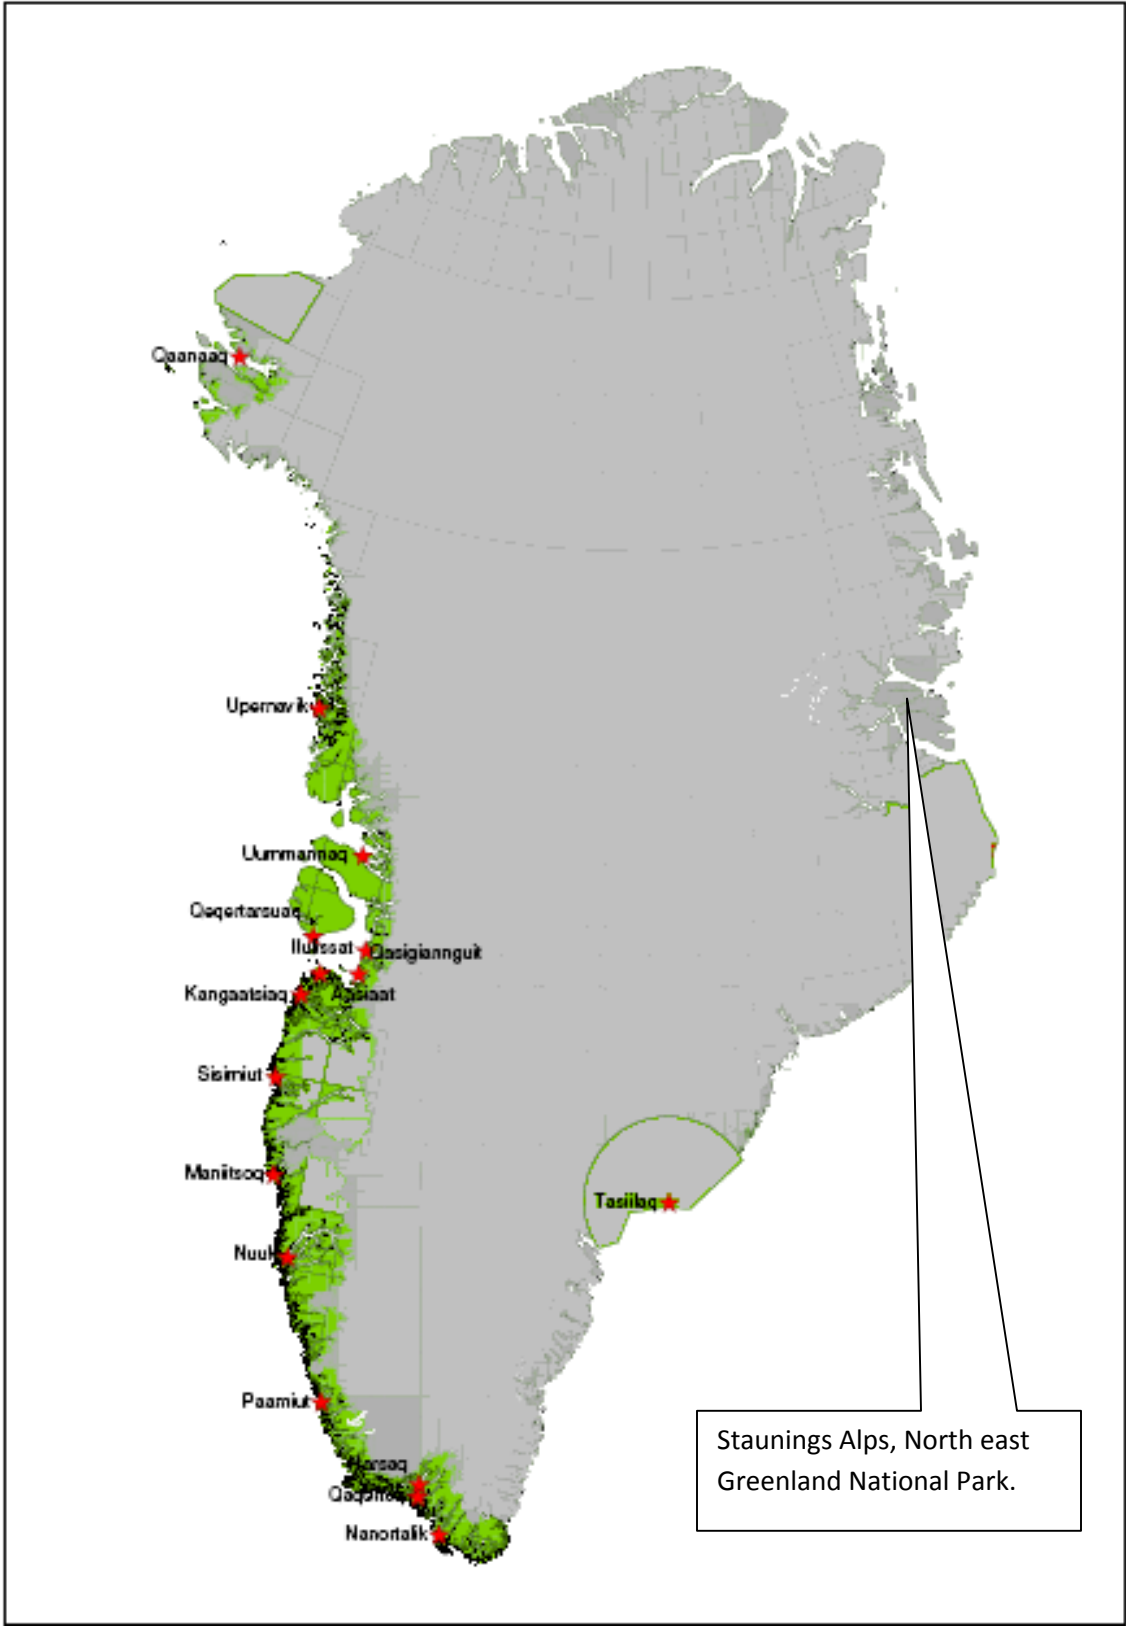 Qaanaaq
Upernavik
Uummannaq
Qeqertarsuaq
Ilulissat
Qasigiannguit
Kangaatsiaq
Aasiaat
Sisimiut
Maniitsoq
Nuuk
Tasiilaq
Paamiut
Staunings Alps, North east
Greenland National Park.
Narsaq
Qaqortoq
Nanortalik